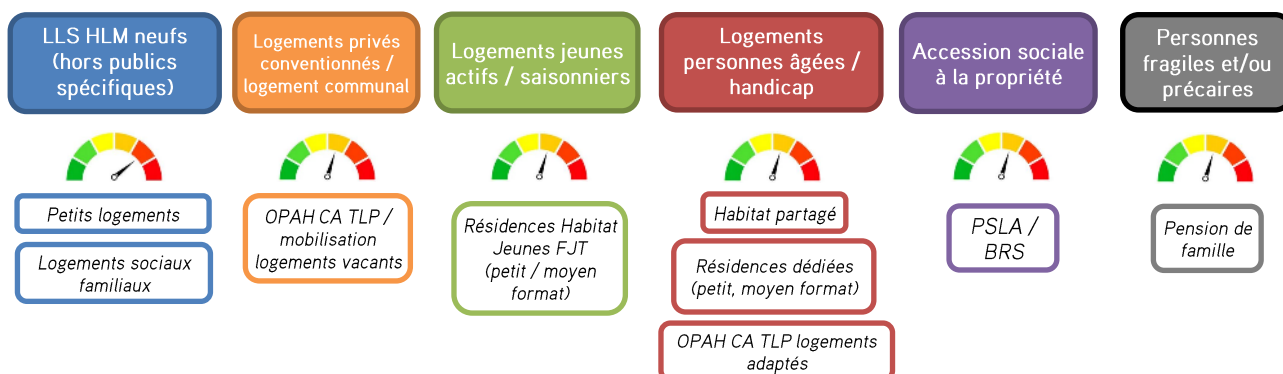 LLS HLM neufs
(hors publics
spécifiques)
Petits logements
Logements sociaux
familiaux
Logements privés
conventionnés /
logement communal
OPAH CA TLP /
mobilisation
logements vacants
Logements jeunes
actifs / saisonniers
Résidences Habitat
Jeunes FJT
(petit / moyen
format)
Logements
personnes âgées /
handicap
Habitat partagé
Résidences dédiées
(petit, moyen format)
OPAH CA TLP logements
adaptés
Accession sociale
à la propriété
PSLA /
BRS
Personnes
fragiles et/ou
précaires
Pension de
famille